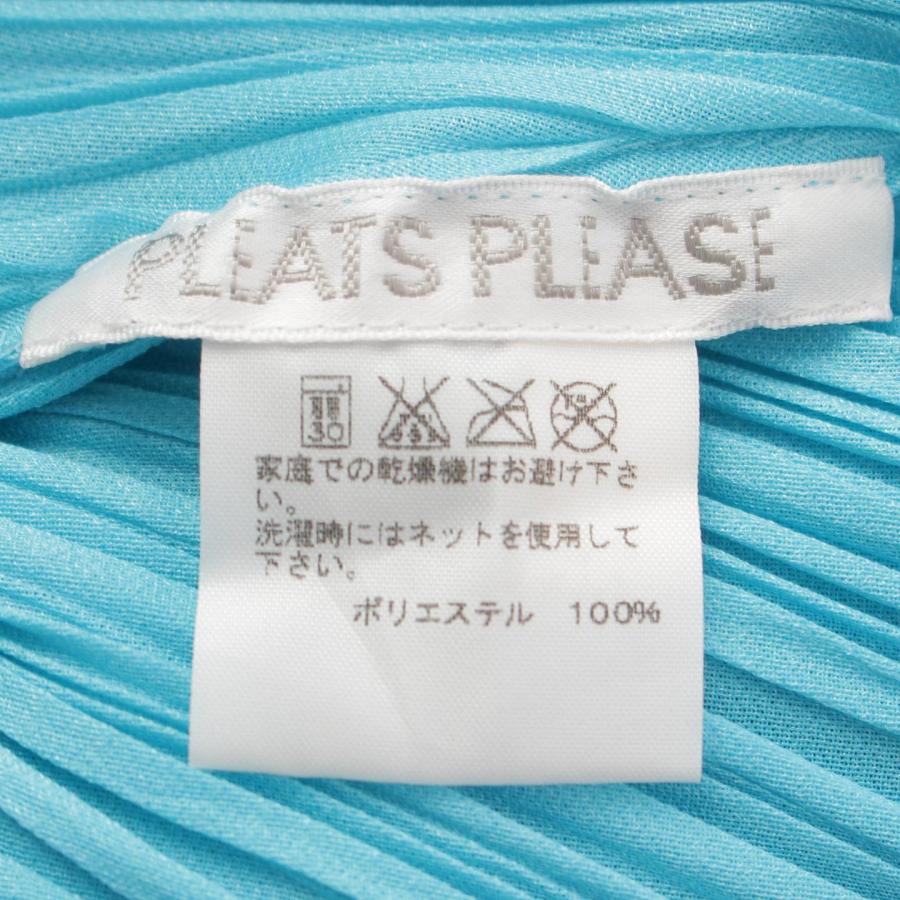 PLEATS PLEASE
30
家庭での乾燥機はお避け下さ
い。
洗濯時にはネットを使用して
下さい。
ポリエステル 100%